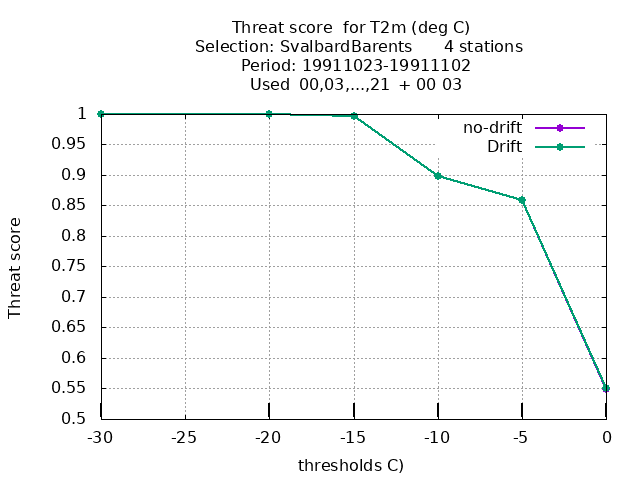 Threat score  for T2m (deg C)
Selection: SvalbardBarents      4 stations
Period: 19911023-19911102
Used  00,03,...,21  + 00 03
no-drift
Drift
1
0.95
0.9
0.85
0.8
0.75
0.7
0.65
0.6
0.55
0.5
Threat score
-30 -25 -20 -15 -10 -5 0
thresholds C)